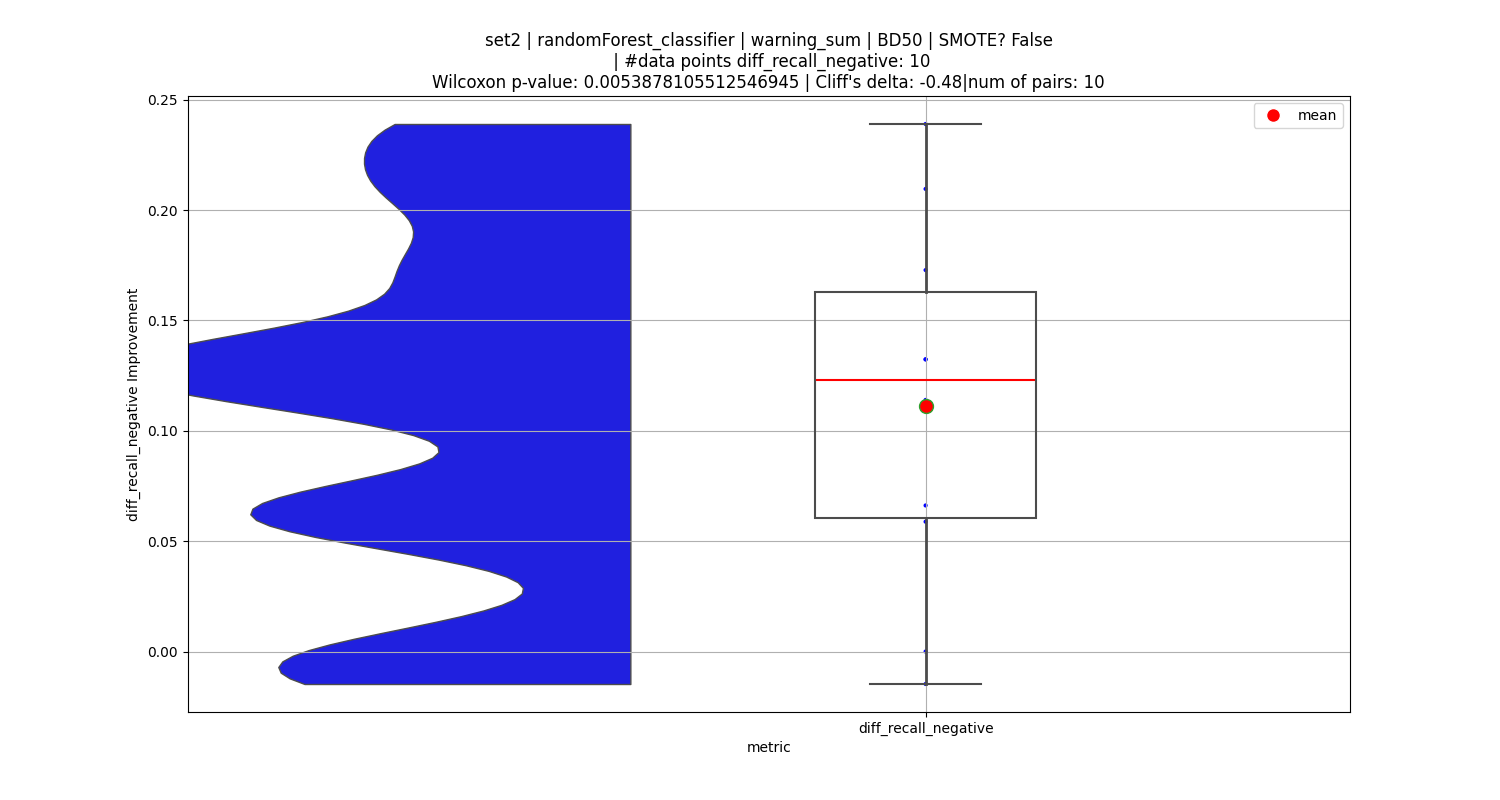 set2 | randomForest_classifier | warning_sum | BD50 | SMOTE? False
| #data points diff_recall_negative: 10
Wilcoxon p-value: 0.0053878105512546945 | Cliff's delta: -0.48|num of pairs: 10
mean
0.25
0.20
0.15
0.10
0.05
0.00
diff_recall_negative Improvement
diff_recall_negative
metric